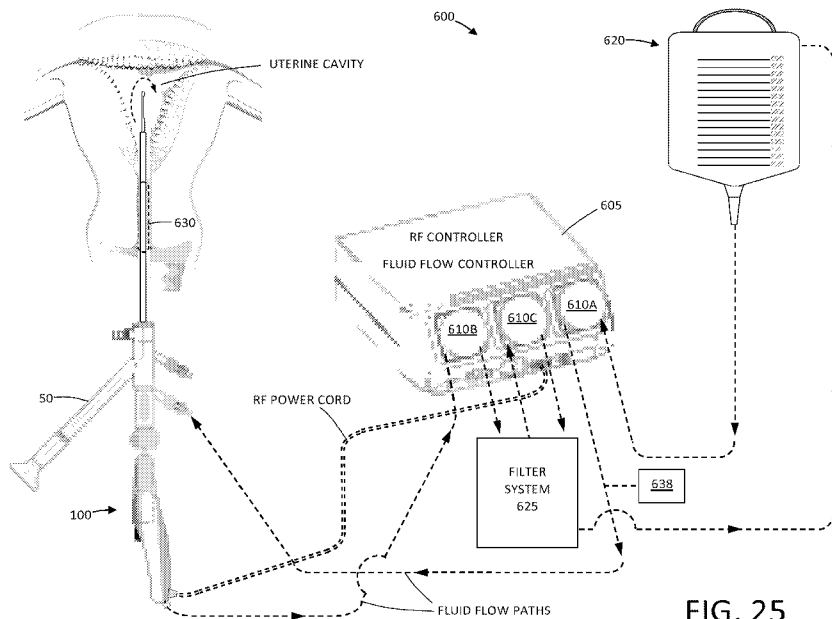 600
620
UTERINE CAVITY
630
605
RF CONTROLLER
FLUID FLOW CONTROLLER
610B
610C
610A
50
RF POWER CORD
FILTER
SYSTEM
625
638
100
FLUID FLOW PATHS
FIG. 25